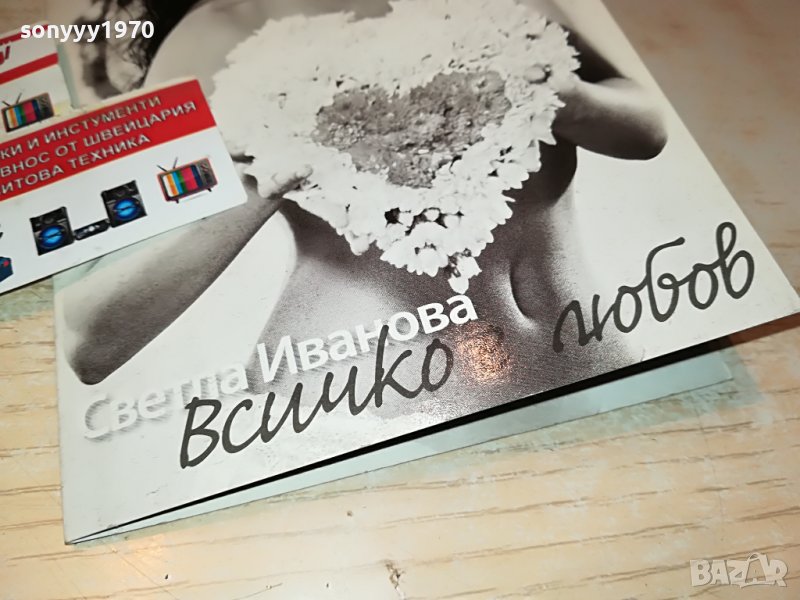 sonyyy1970
КИ И ИНСТУМЕНТИ
ВНОС ОТ ШВЕЙЦАРИЯ
ИТОВА ТЕХНИКА
Светла Иванова
всичко любов
BAZAR